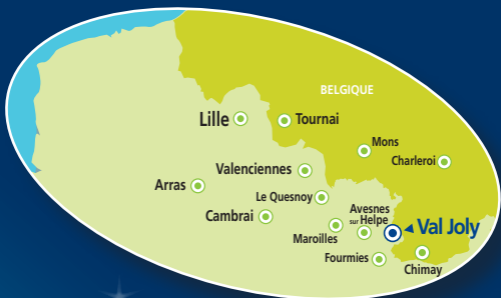 BELGIQUE
Lille
Tournai
Mons
Charleroi
Valenciennes
Arras
Le Quesnoy
Cambrai
Avesnes
sur Helpe
Val Joly
Maroilles
Fourmies
Chimay